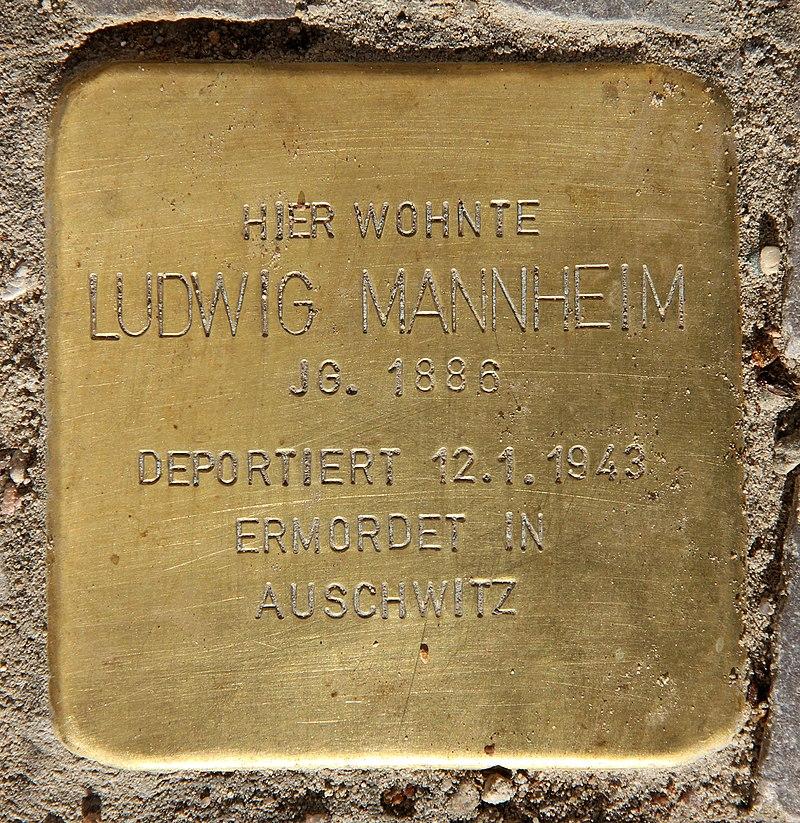 HIER WOHNTE
LUDWIG MANNHEIM
JG. 1886
DEPORTIERT 12.1.1943
ERMORDET IN
AUSCHWITZ